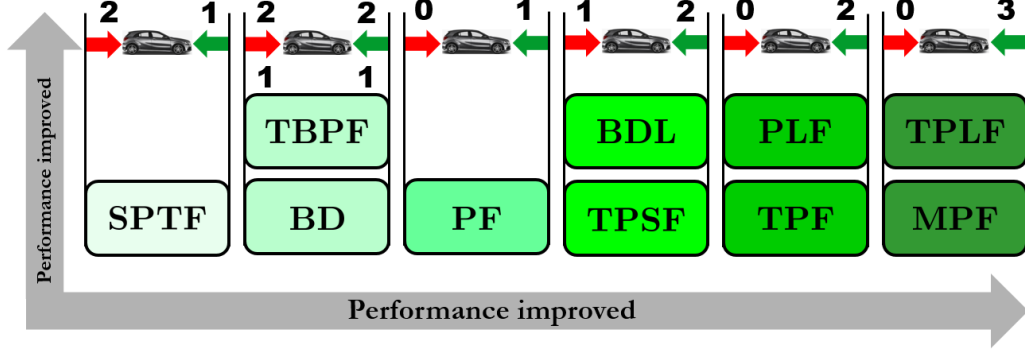 2 1 2 2 0 1 1 2 0 2 0 3
1 1
TBPF BDL PLF TPLF
SPTF BD PF TPSF TPF MPF
Performance improved
Performance improved